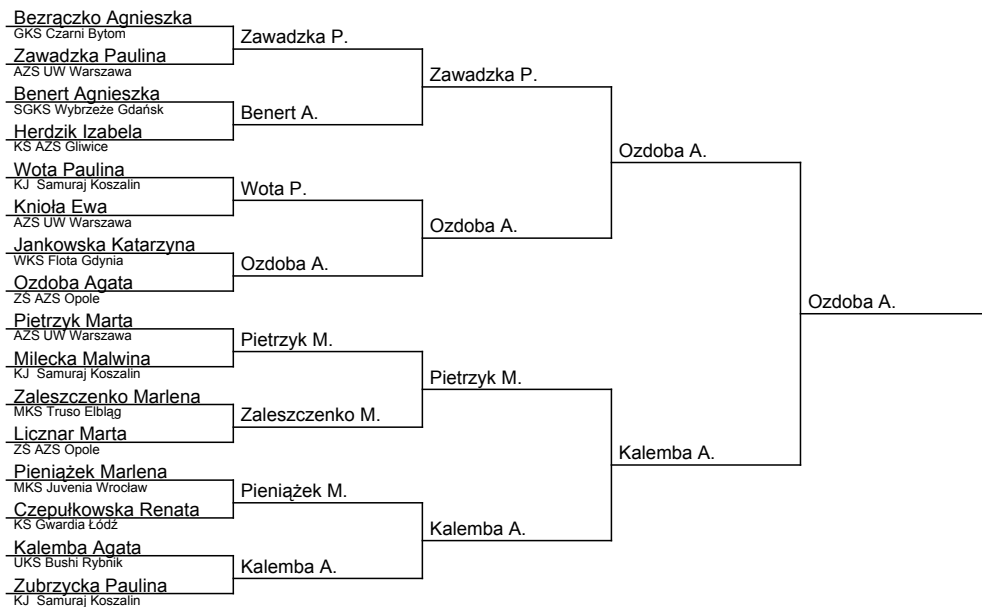 Bezrączko Agnieszka
GKS Czarni Bytom
Zawadzka Paulina
AZS UW Warszawa
Benert Agnieszka
SGKS Wybrzeże Gdańsk
Herdzik Izabela
KS AZS Gliwice
Wota Paulina
KJ Samuraj Koszalin
Knioła Ewa
AZS UW Warszawa
Jankowska Katarzyna
WKS Flota Gdynia
Ozdoba Agata
ZŚ AZS Opole
Pietrzyk Marta
AZS UW Warszawa
Milecka Malwina
KJ Samuraj Koszalin
Zaleszczenko Marlena
MKS Truso Elbląg
Licznar Marta
ZŚ AZS Opole
Pieniążek Marlena
MKS Juvenia Wrocław
Czepułkowska Renata
KS Gwardia Łódź
Kalemba Agata
UKS Bushi Rybnik
Zubrzycka Paulina
KJ Samuraj Koszalin
Zawadzka P.
Benert A.
Wota P.
Ozdoba A.
Pietrzyk M.
Zaleszczenko M.
Pieniążek M.
Kalemba A.
Zawadzka P.
Ozdoba A.
Pietrzyk M.
Kalemba A.
Ozdoba A.
Kalemba A.
Ozdoba A.